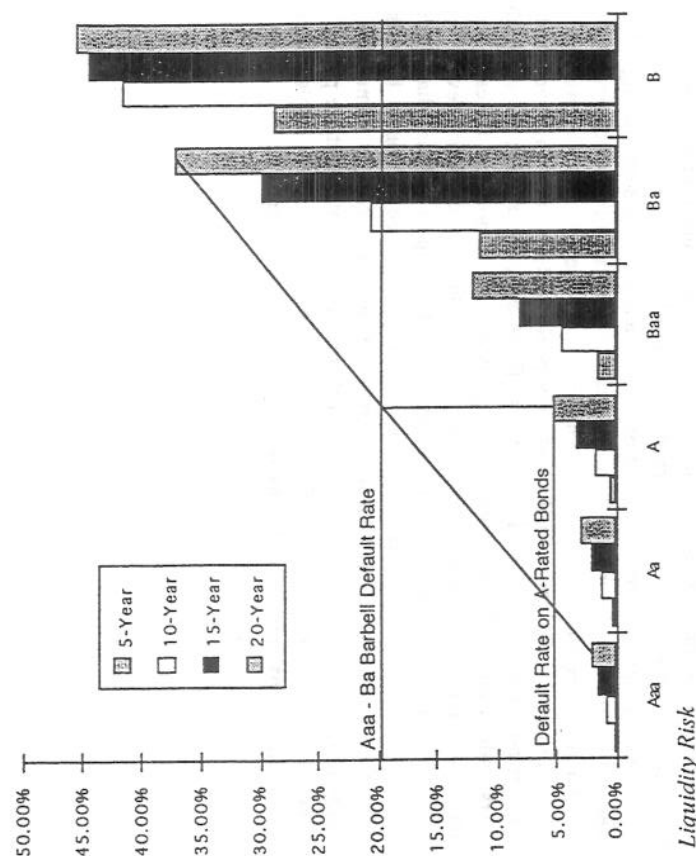 50.00%
45.00%
40.00%
35.00%
30.00%
25.00%
20.00%
15.00%
10.00%
5.00%
0.00%
5-Year
10-Year
15-Year
20-Year
Aaa - Ba Barbell Default Rate
Default Rate on A-Rated Bonds
Aaa
Aa
A
Baa
Ba
B
Liquidity Risk